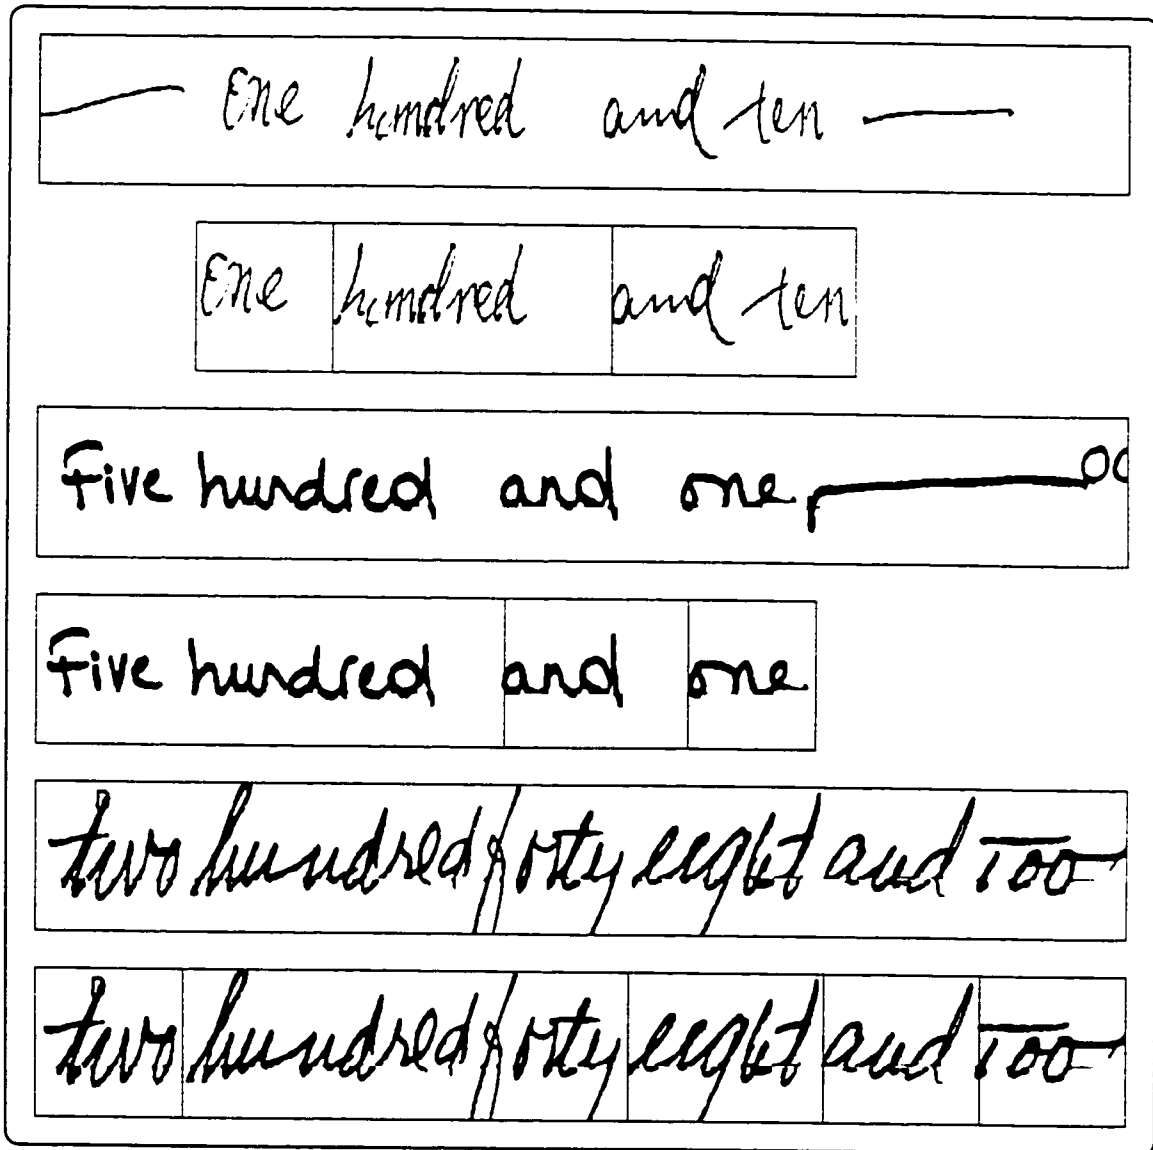 One hundred and ten
One hundred and ten
Five hundred and one 00
Five hundred and one
two hundred forty eight and 100
two hundred forty eight and 100